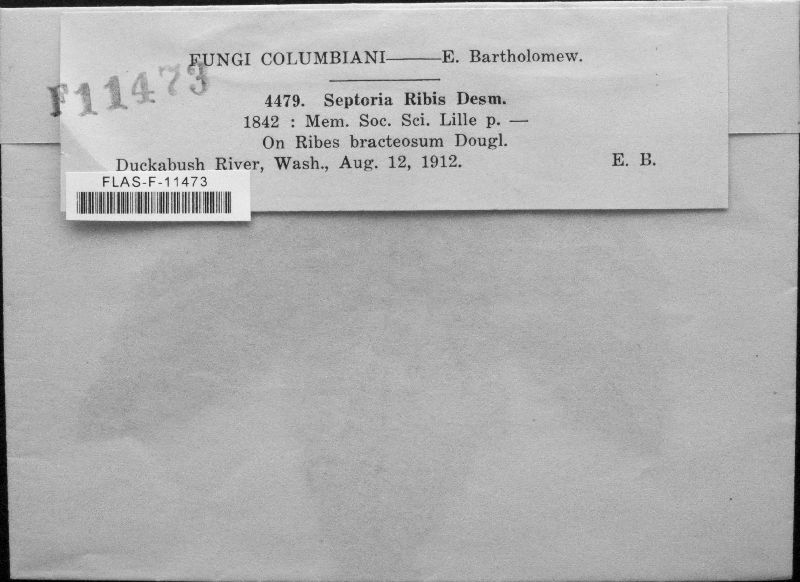 FUNGI COLUMBIANI——E. Bartholomew.
F11473
4479. Septoria Ribis Desm.
1842 : Mem. Soc. Sci. Lille p. —
On Ribes bracteosum Dougl.
Duckabush River, Wash., Aug. 12, 1912. E. B.
FLAS-F-11473